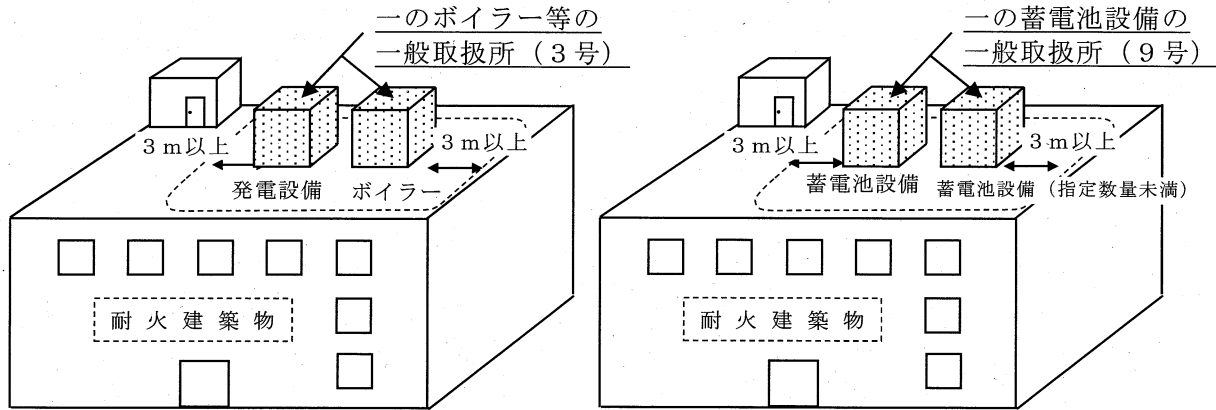 一のボイラー等の
一般取扱所（３号）
３ｍ以上
３ｍ以上
発電設備
ボイラー
耐火建築物
一の蓄電池設備の
一般取扱所（９号）
３ｍ以上
３ｍ以上
蓄電池設備
蓄電池設備（指定数量未満）
耐火建築物